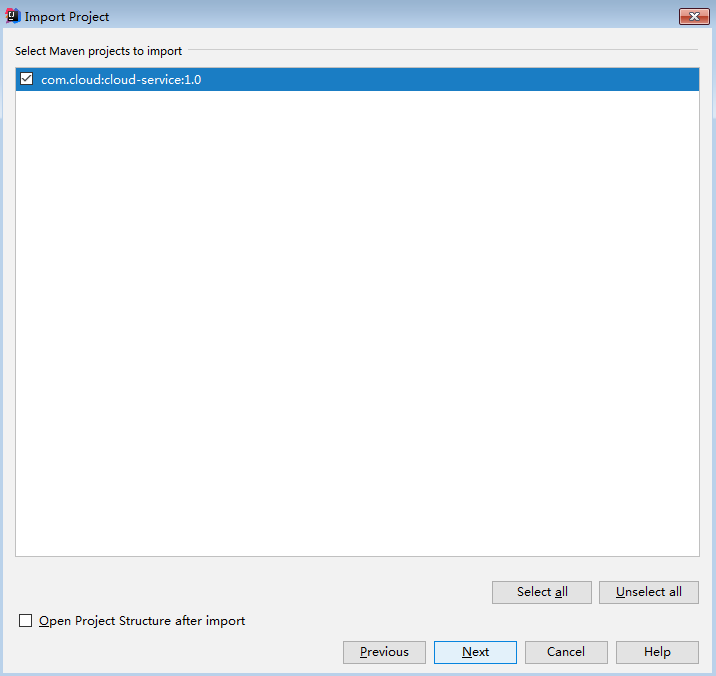 Import Project
Select Maven projects to import
com.cloud:cloud-service:1.0
Select all
Unselect all
Open Project Structure after import
Previous
Next
Cancel
Help